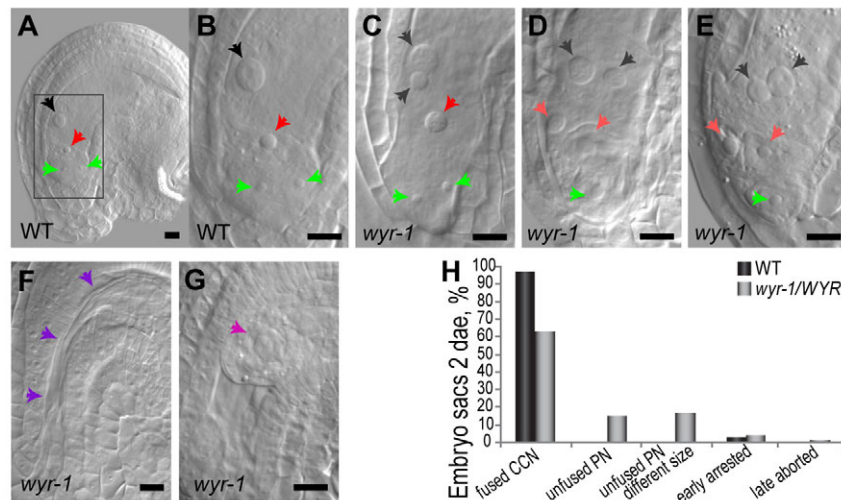 A
WT
B
WT
C
wyr-1
D
wyr-1
E
wyr-1
F
wyr-1
G
wyr-1
H
WT
wyr-1/WYR
Embryo sacs 2 dae, %
100
90
80
70
60
50
40
30
20
10
0
fused CCN
unfused PN
unfused PN
different size
early arrested
late aborted